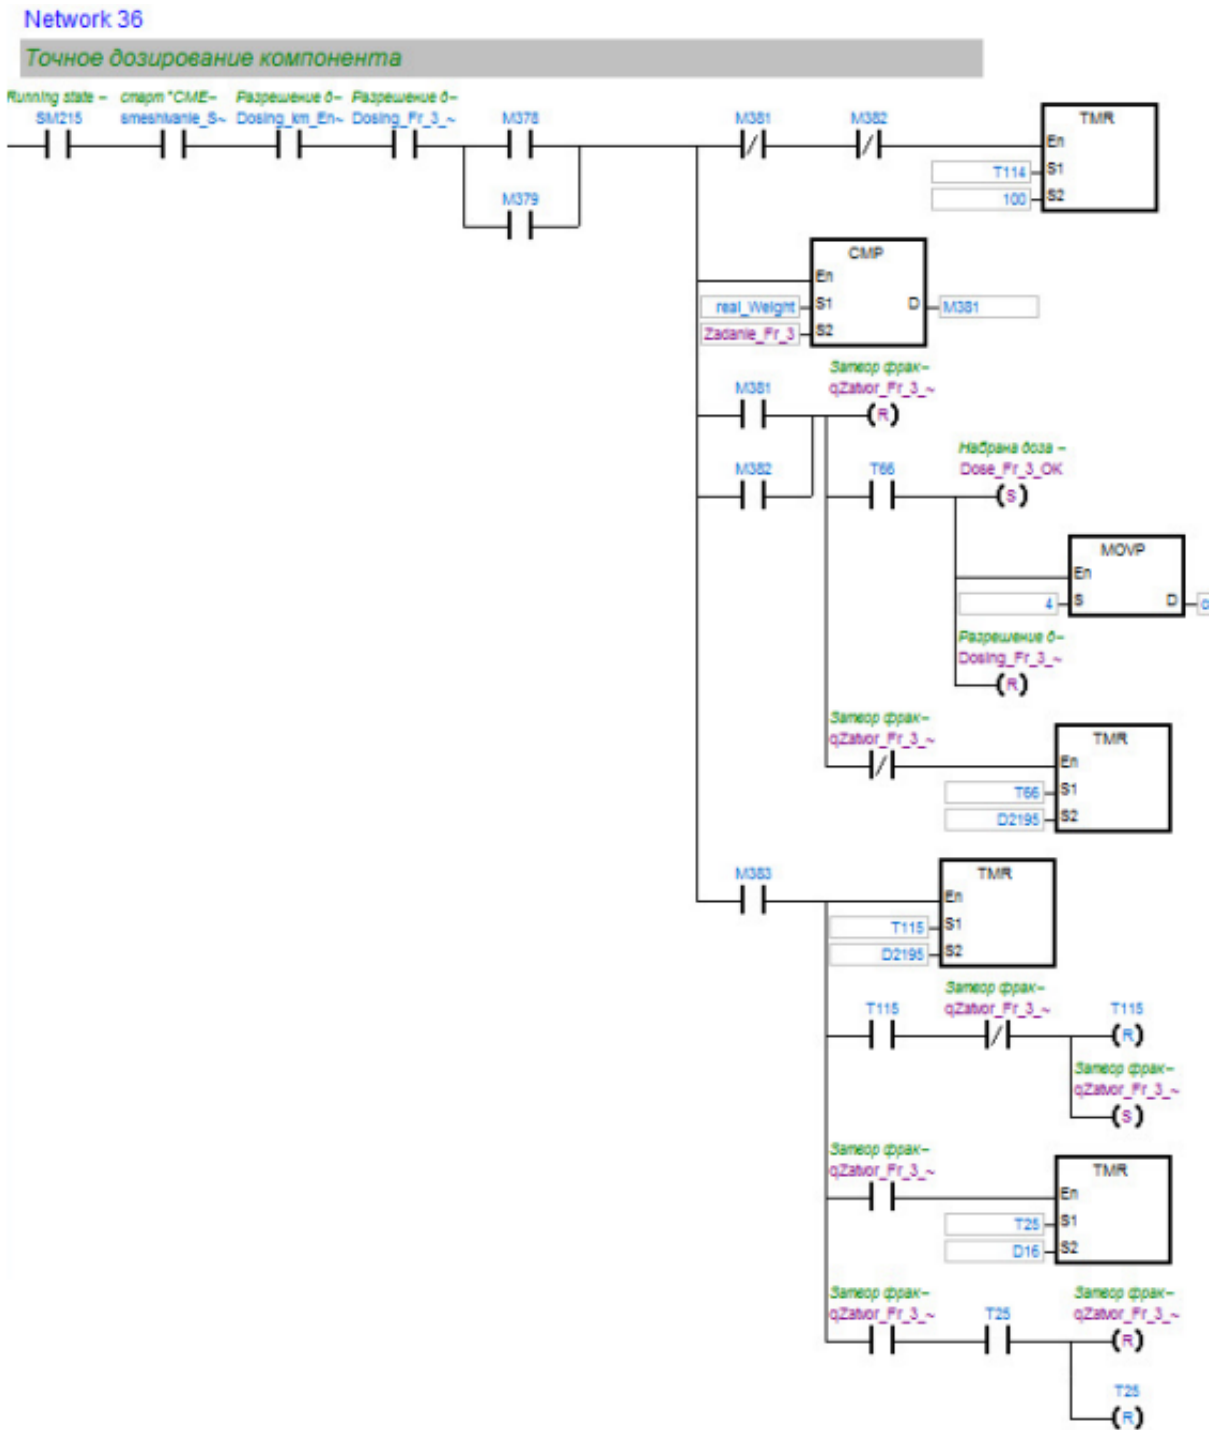 Network 36
Точное дозирование компонента
Running state ~ старт "СМЕ~ Разрешение д~ Разрешение д~
SM215 smeshivanie_S~ Dosing_km_En~ Dosing_Fr_3_~ M378 M381 M382 TMR
En
T114 S1
100 S2
M379
CMP
En
real_Weight S1 D M381
Zadanie_Fr_3 S2
Затвор фрак~
M381 qZatvor_Fr_3_~
(R)
Набрана доза ~
M382 T66 Dose_Fr_3_OK
(S)
MOVP
En
4 S D
Разрешение д~
Dosing_Fr_3_~
(R)
Затвор фрак~
qZatvor_Fr_3_~ TMR
En
T66 S1
D2195 S2
M383 TMR
En
T115 S1
D2195 S2
Затвор фрак~
T115 qZatvor_Fr_3_~ T115
(R)
Затвор фрак~
qZatvor_Fr_3_~
(S)
Затвор фрак~
qZatvor_Fr_3_~ TMR
En
T25 S1
D16 S2
Затвор фрак~ Затвор фрак~
qZatvor_Fr_3_~ T25 qZatvor_Fr_3_~
(R)
T25
(R)